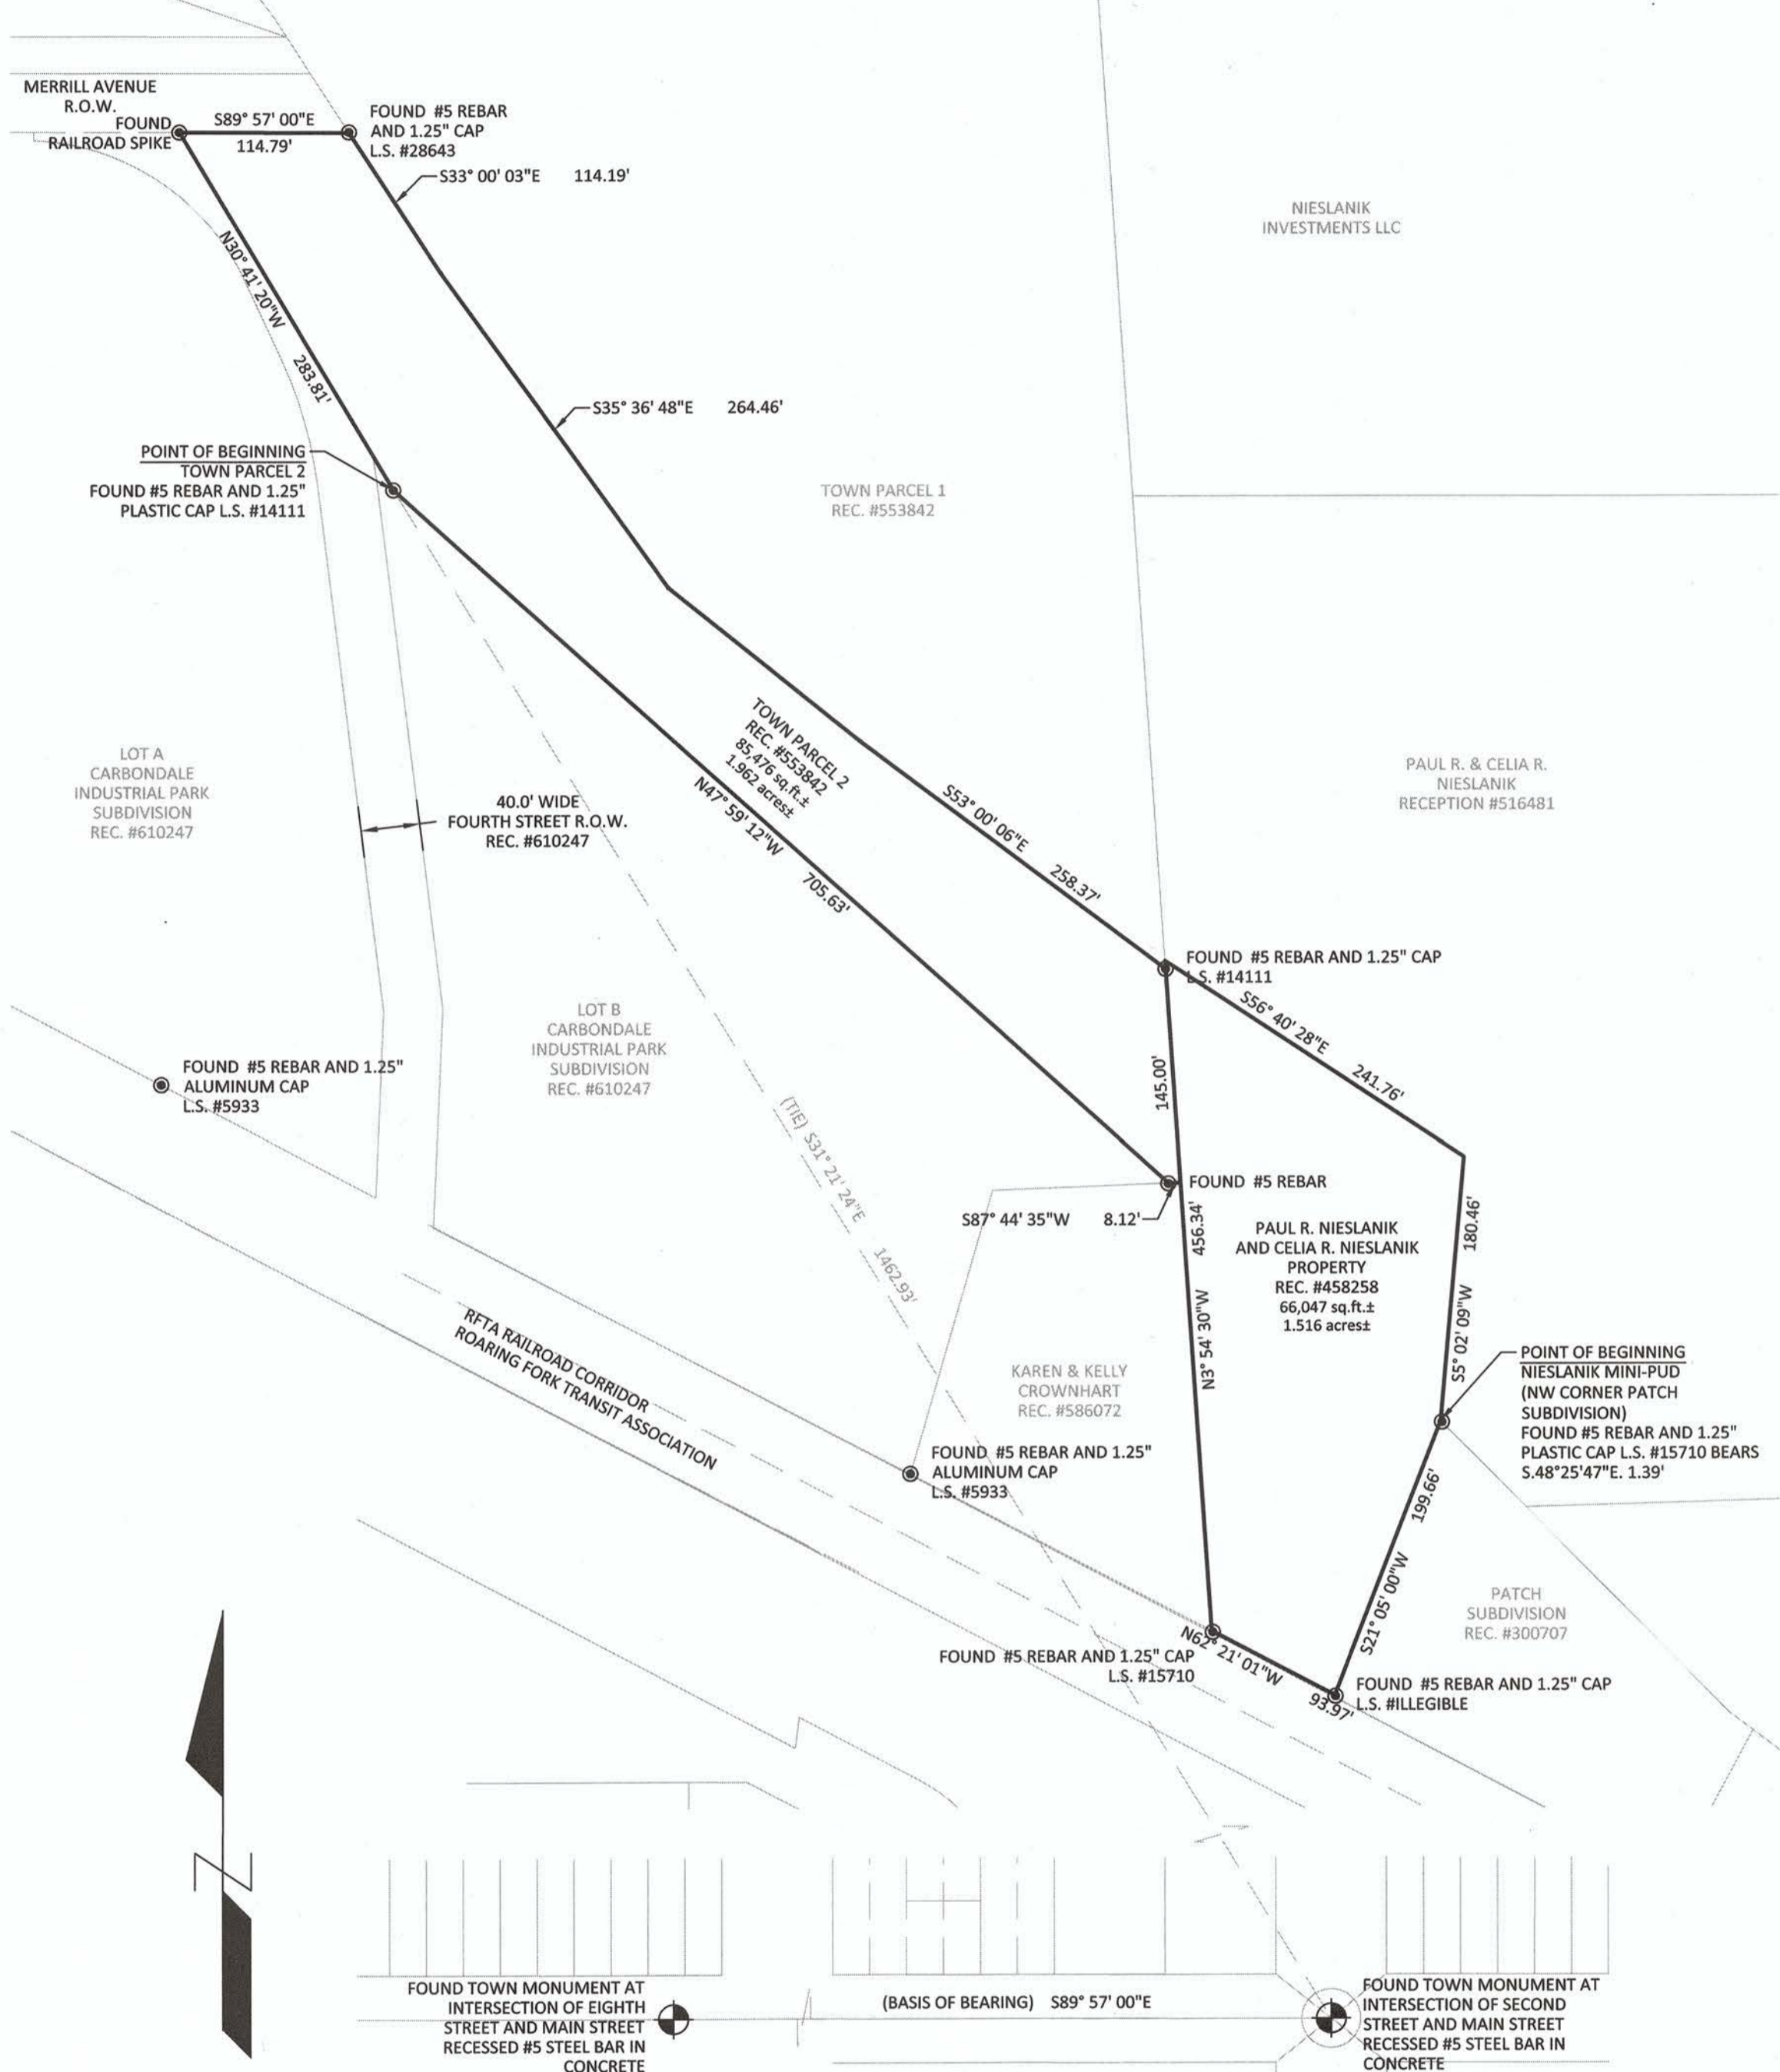 MERRILL AVENUE
R.O.W.
FOUND
RAILROAD SPIKE
S89° 57' 00"E
114.79'
FOUND #5 REBAR
AND 1.25" CAP
L.S. #28643
S33° 00' 03"E 114.19'
NIESLANIK
INVESTMENTS LLC
N30° 41' 20"W 283.81'
S35° 36' 48"E 264.46'
POINT OF BEGINNING
TOWN PARCEL 2
FOUND #5 REBAR AND 1.25"
PLASTIC CAP L.S. #14111
TOWN PARCEL 1
REC. #553842
TOWN PARCEL 2
REC. #553842
85,476 sq.ft.±
1.962 acres±
LOT A
CARBONDALE
INDUSTRIAL PARK
SUBDIVISION
REC. #610247
40.0' WIDE
FOURTH STREET R.O.W.
REC. #610247
N47° 59' 12"W 705.63'
S53° 00' 06"E 258.37'
PAUL R. & CELIA R.
NIESLANIK
RECEPTION #516481
FOUND #5 REBAR AND 1.25" CAP
L.S. #14111
S56° 40' 28"E 241.76'
LOT B
CARBONDALE
INDUSTRIAL PARK
SUBDIVISION
REC. #610247
FOUND #5 REBAR AND 1.25"
ALUMINUM CAP
L.S. #5933
(TIE) S31° 21' 24"E 1462.93'
145.00'
FOUND #5 REBAR
S87° 44' 35"W 8.12'
N3° 54' 30"W 456.34'
PAUL R. NIESLANIK
AND CELIA R. NIESLANIK
PROPERTY
REC. #458258
66,047 sq.ft.±
1.516 acres±
S5° 02' 09"W 180.46'
RFTA RAILROAD CORRIDOR
ROARING FORK TRANSIT ASSOCIATION
KAREN & KELLY
CROWNHART
REC. #586072
POINT OF BEGINNING
NIESLANIK MINI-PUD
(NW CORNER PATCH
SUBDIVISION)
FOUND #5 REBAR AND 1.25"
PLASTIC CAP L.S. #15710 BEARS
S.48°25'47"E. 1.39'
FOUND #5 REBAR AND 1.25"
ALUMINUM CAP
L.S. #5933
S21° 05' 00"W 199.66'
PATCH
SUBDIVISION
REC. #300707
FOUND #5 REBAR AND 1.25" CAP
L.S. #15710
N62° 21' 01"W 93.97'
FOUND #5 REBAR AND 1.25" CAP
L.S. #ILLEGIBLE
N
FOUND TOWN MONUMENT AT
INTERSECTION OF EIGHTH
STREET AND MAIN STREET
RECESSED #5 STEEL BAR IN
CONCRETE
(BASIS OF BEARING) S89° 57' 00"E
FOUND TOWN MONUMENT AT
INTERSECTION OF SECOND
STREET AND MAIN STREET
RECESSED #5 STEEL BAR IN
CONCRETE